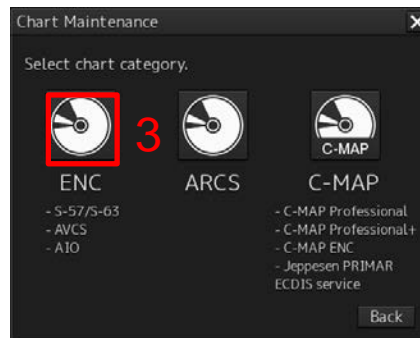 Chart Maintenance X
Select chart category.
3
C-MAP
ENC ARCS C-MAP
- S-57/S-63
- AVCS
- AIO
- C-MAP Professional
- C-MAP Professional+
- C-MAP ENC
- Jeppesen PRIMAR
ECDIS service
Back